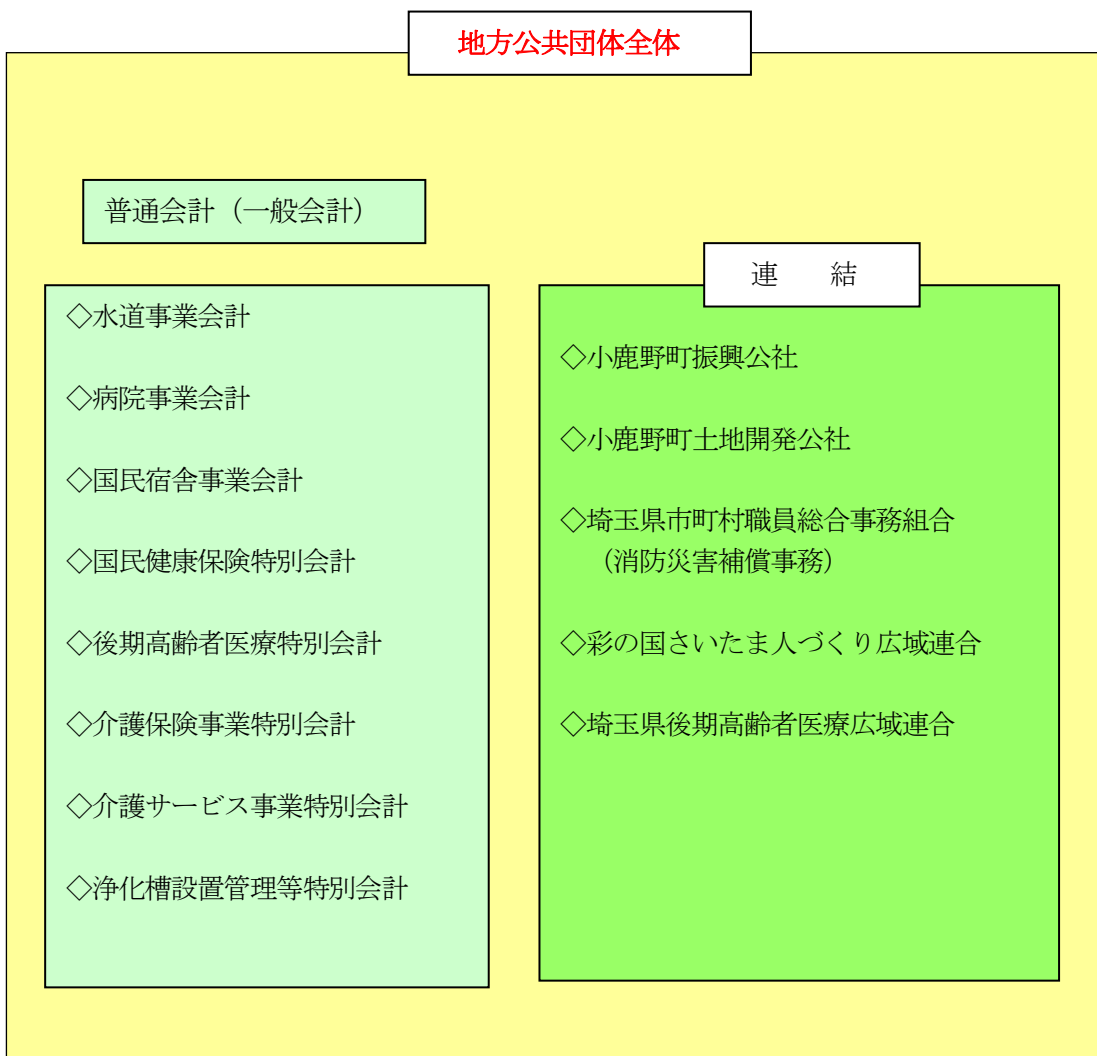 地方公共団体全体
普通会計（一般会計）
◇水道事業会計
◇病院事業会計
◇国民宿舎事業会計
◇国民健康保険特別会計
◇後期高齢者医療特別会計
◇介護保険事業特別会計
◇介護サービス事業特別会計
◇浄化槽設置管理等特別会計
連　結
◇小鹿野町振興公社
◇小鹿野町土地開発公社
◇埼玉県市町村職員総合事務組合
（消防災害補償事務）
◇彩の国さいたま人づくり広域連合
◇埼玉県後期高齢者医療広域連合